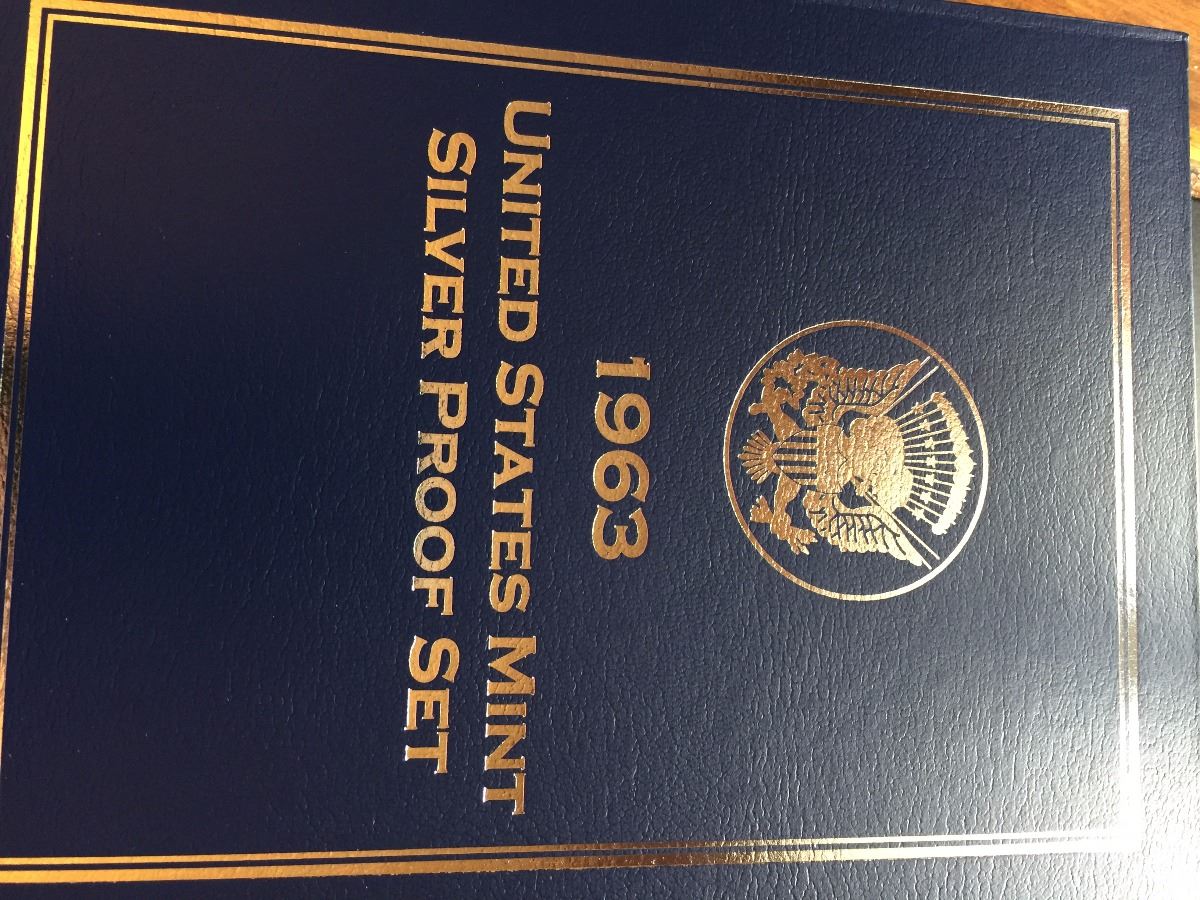 1963
UNITED STATES MINT
SILVER PROOF SET